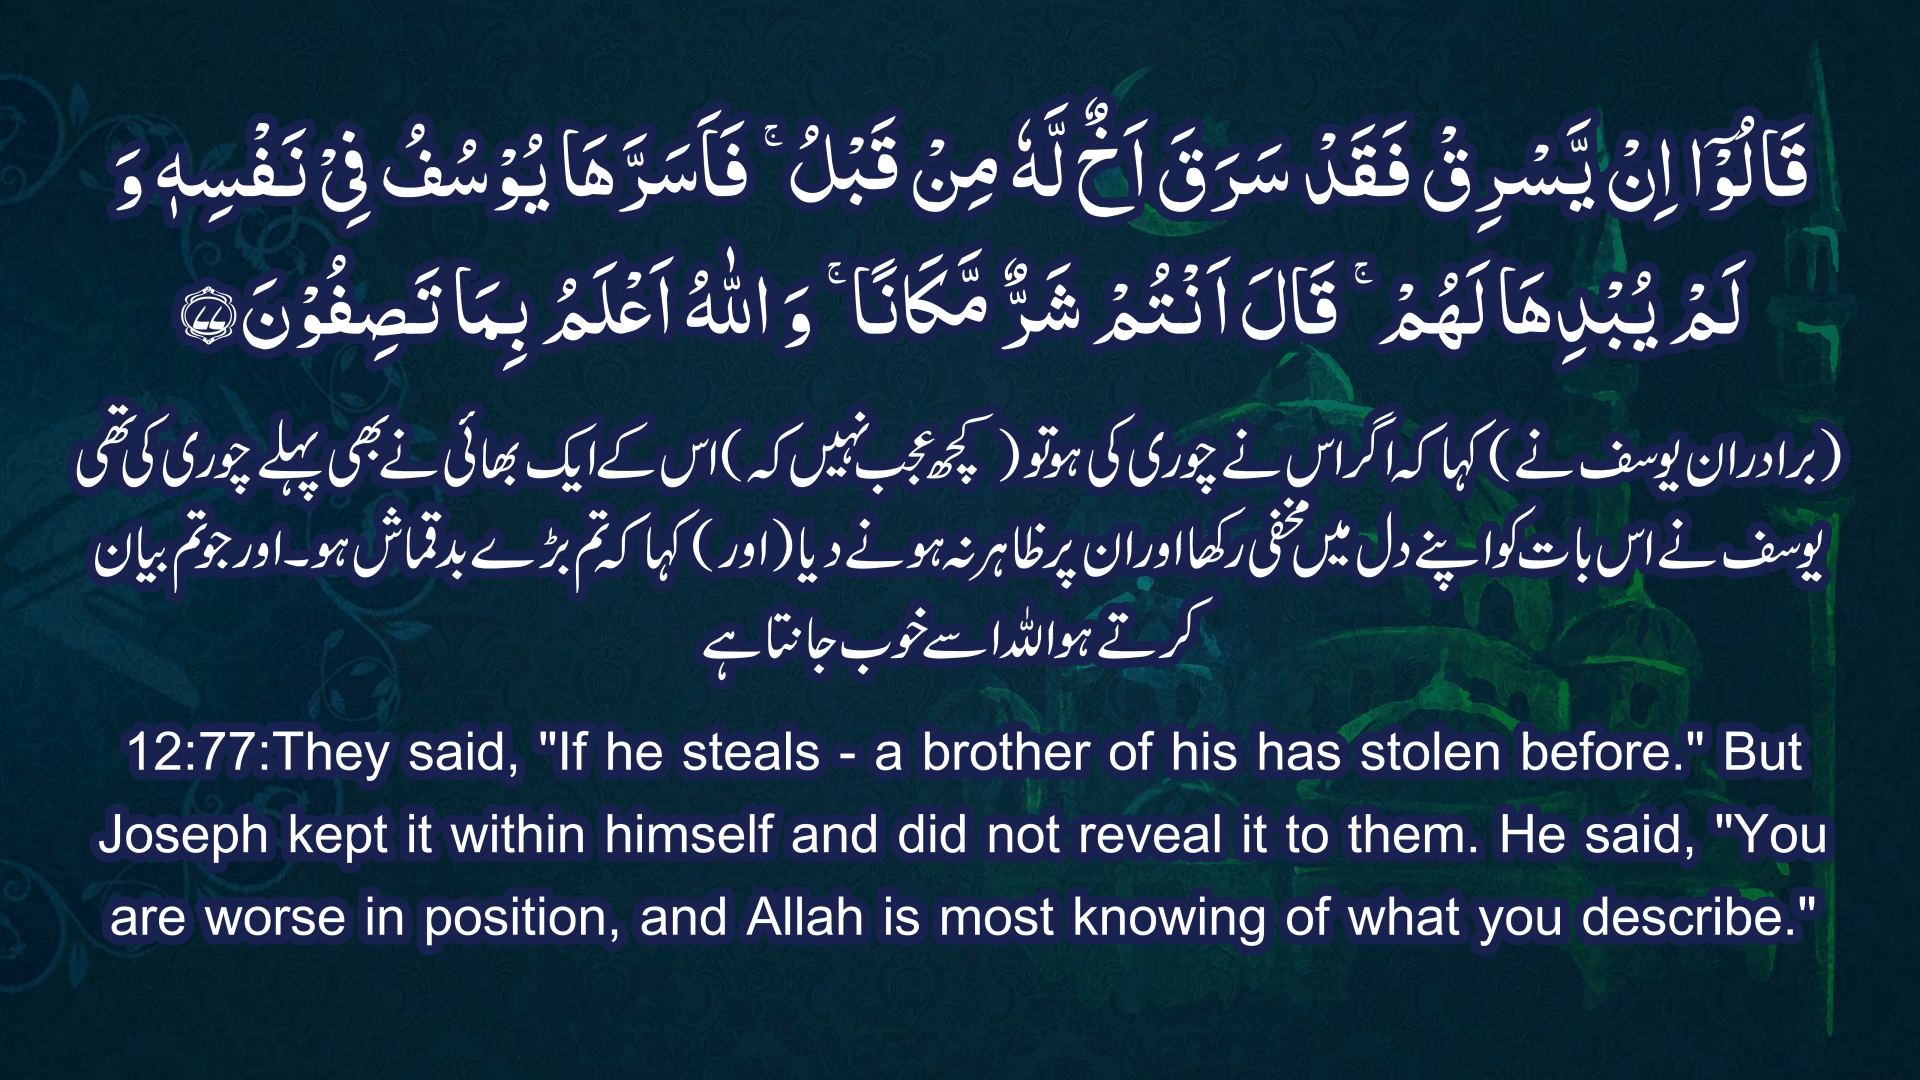 قَالُوْۤا اِنْ يَّسْرِقْ فَقَدْ سَرَقَ اَخٌ لَّهٗ مِنْ قَبْلُ ۚ فَاَسَرَّهَا يُوْسُفُ فِيْ نَفْسِهٖ وَ
لَمْ يُبْدِهَا لَهُمْ ۚ قَالَ اَنْتُمْ شَرٌّ مَّكَانًا ۚ وَ اللّٰهُ اَعْلَمُ بِمَا تَصِفُوْنَ ﴿۷۷﴾
(برادران یوسف نے) کہا کہ اگر اس نے چوری کی ہو تو (کچھ عجب نہیں کہ) اس کے ایک بھائی نے بھی پہلے چوری کی تھی
یوسف نے اس بات کو اپنے دل میں مخفی رکھا اور ان پر ظاہر نہ ہونے دیا (اور) کہا کہ تم بڑے بدقماش ہو۔ اور جو تم بیان
کرتے ہو الله اسے خوب جانتا ہے
12:77:They said, "If he steals - a brother of his has stolen before." But
Joseph kept it within himself and did not reveal it to them. He said, "You
are worse in position, and Allah is most knowing of what you describe."